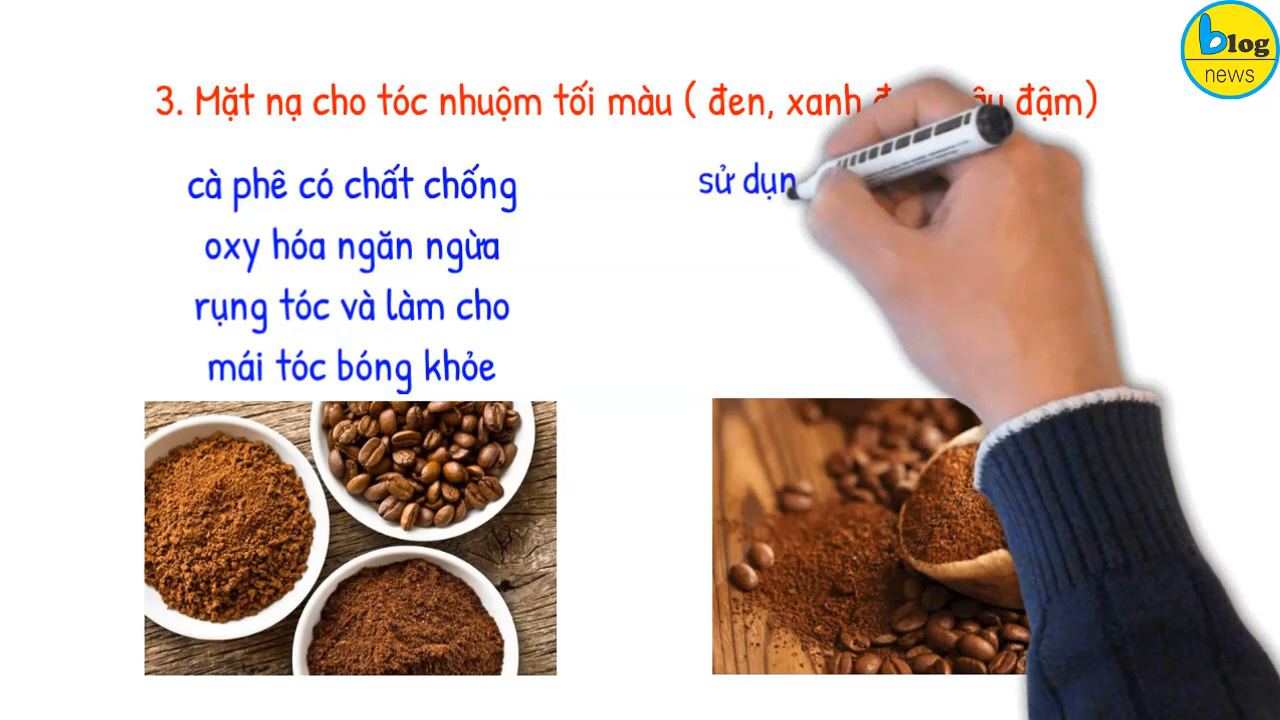 3. Mặt nạ cho tóc nhuộm tối màu ( đen, xanh đậm)
cà phê có chất chống
oxy hóa ngăn ngừa
rụng tóc và làm cho
mái tóc bóng khỏe
sử dụn
blog
news